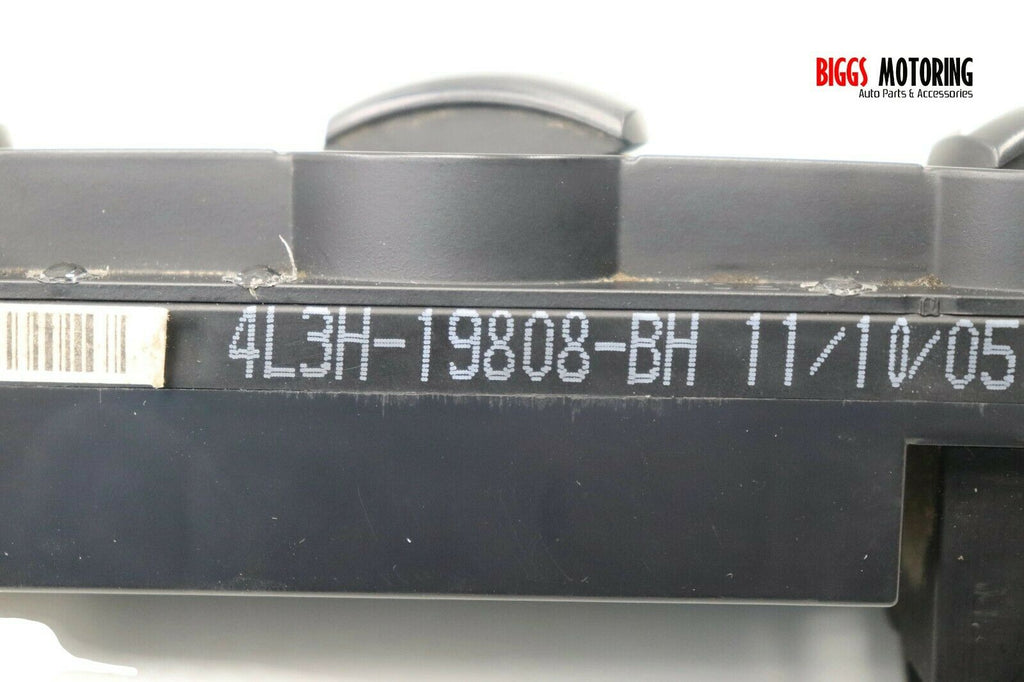 BIGGS MOTORING
Auto Parts & Accessories
4L3H-19808-BH 11/10/05